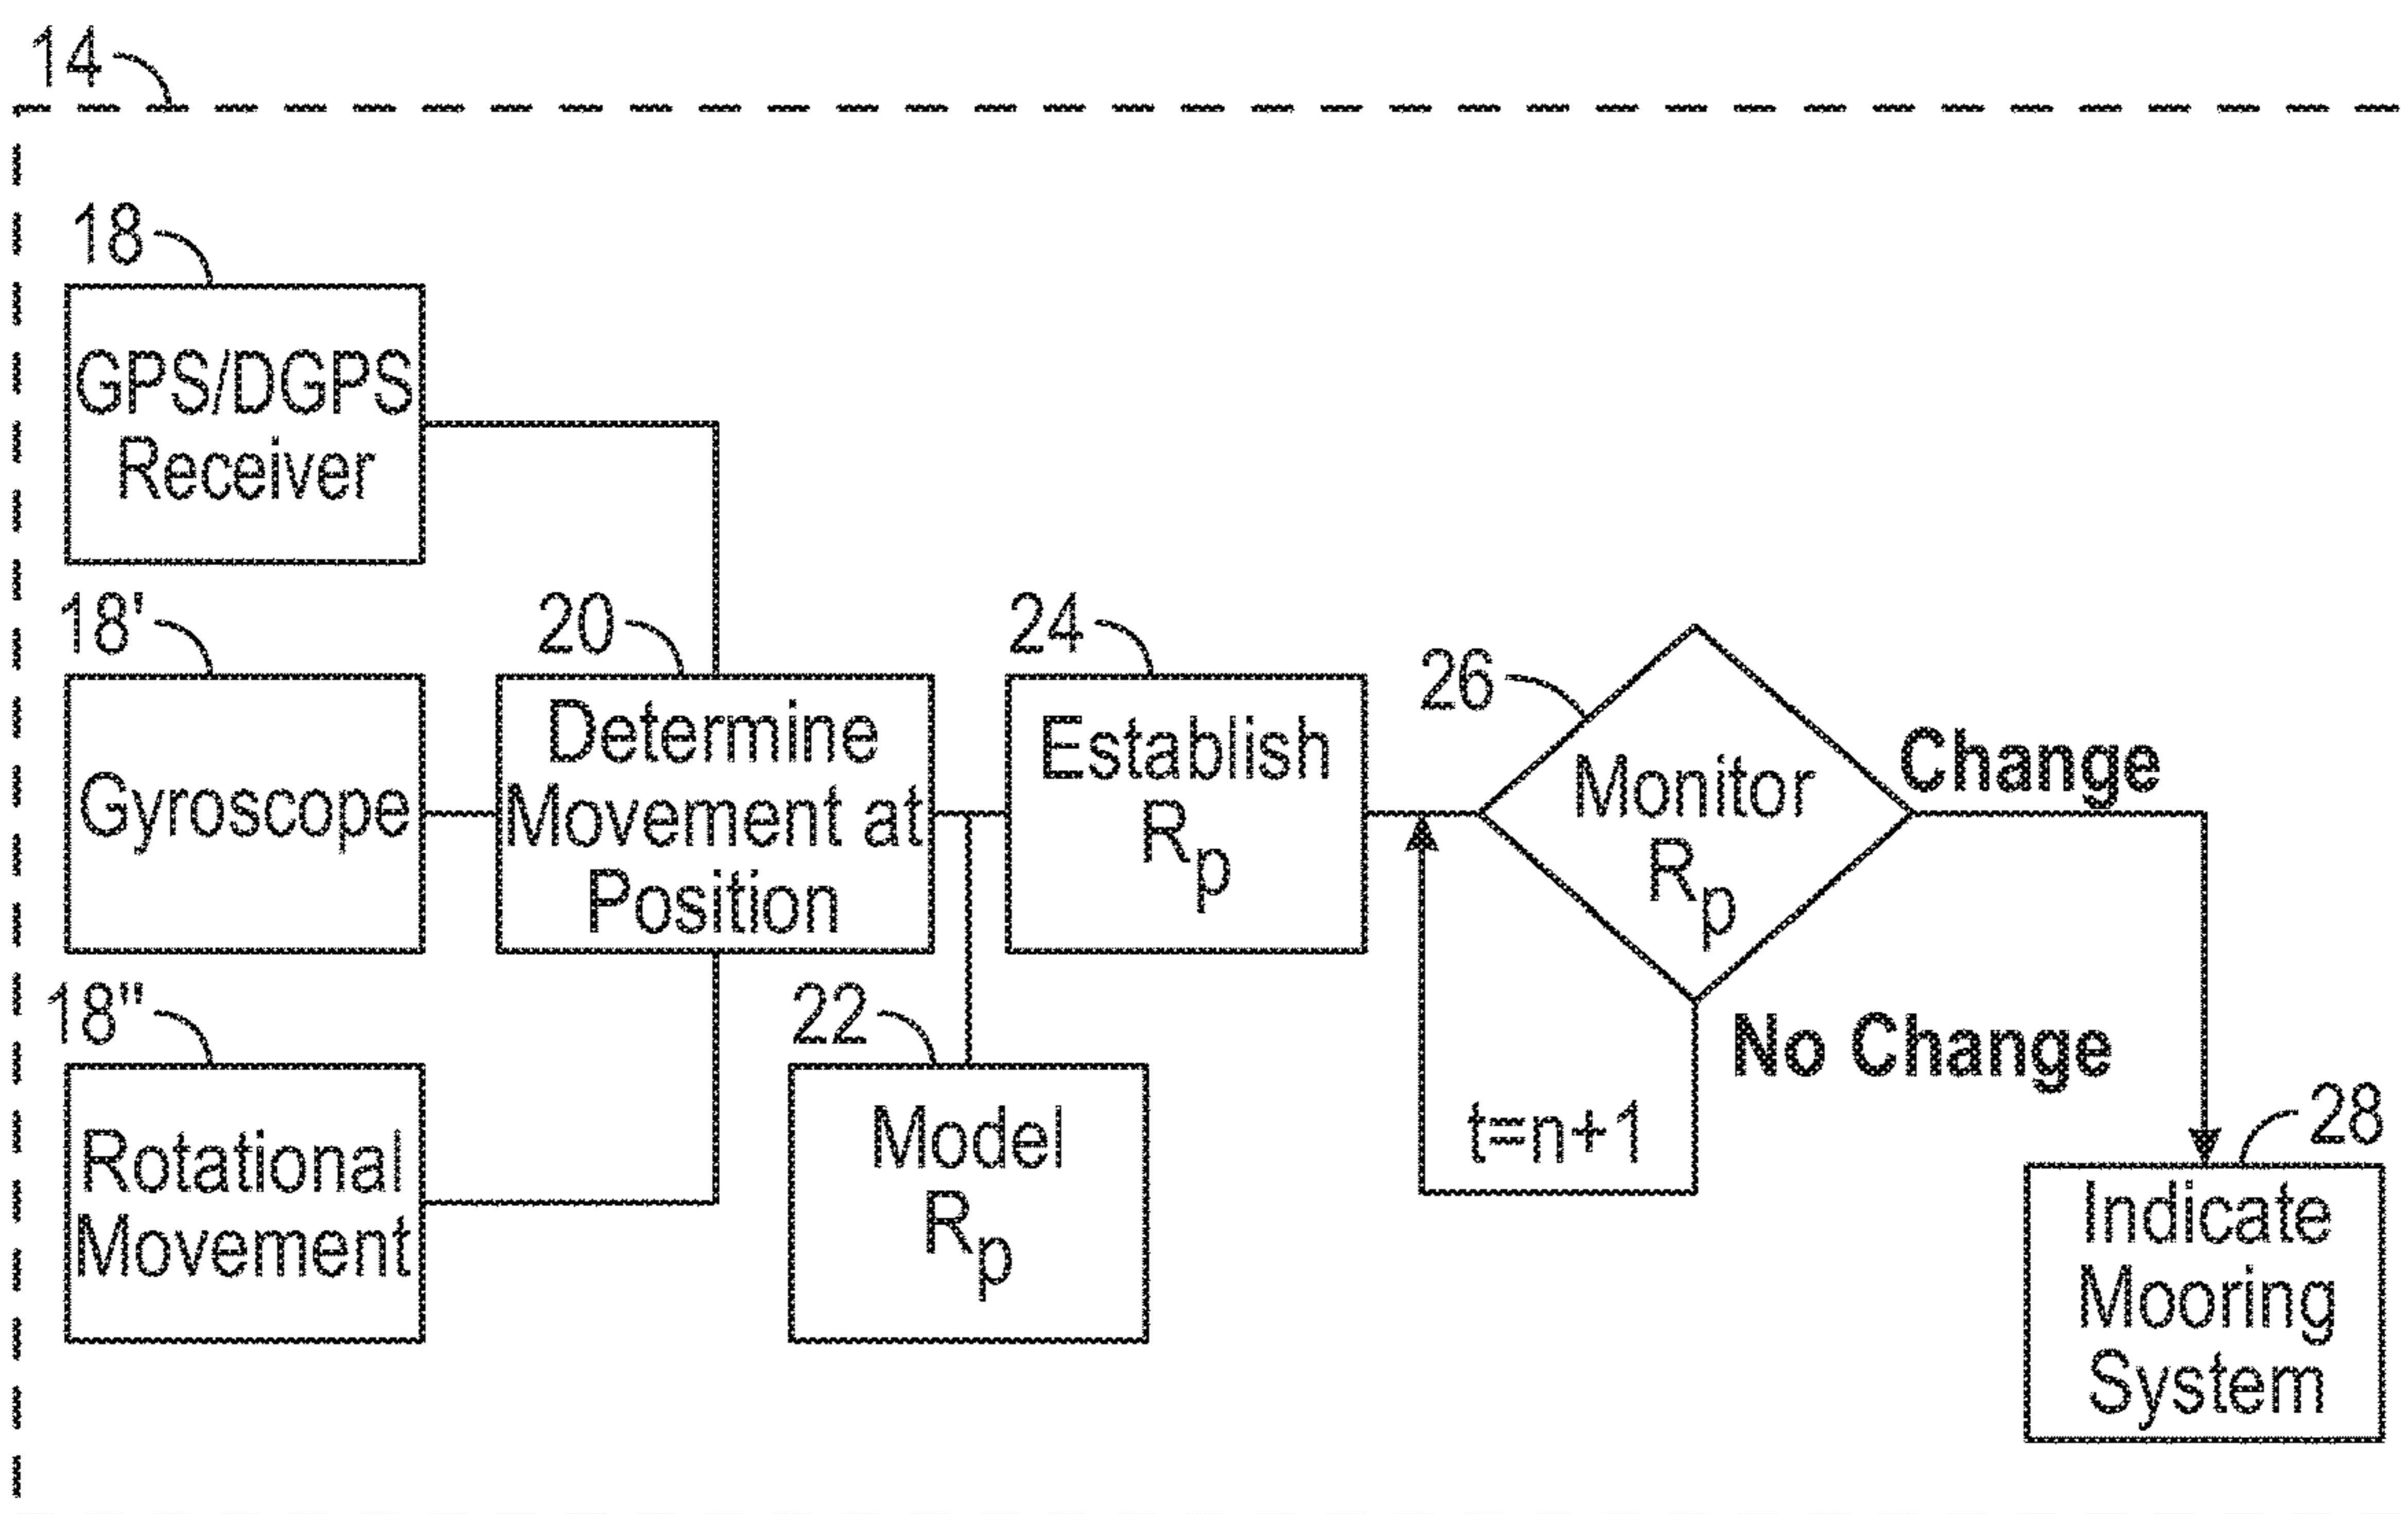 14
18
GPS/DGPS
Receiver
18'
Gyroscope
18"
Rotational
Movement
20
Determine
Movement at
Position
22
Model
Rp
24
Establish
Rp
26
Monitor
Rp
Change
No Change
t=n+1
28
Indicate
Mooring
System